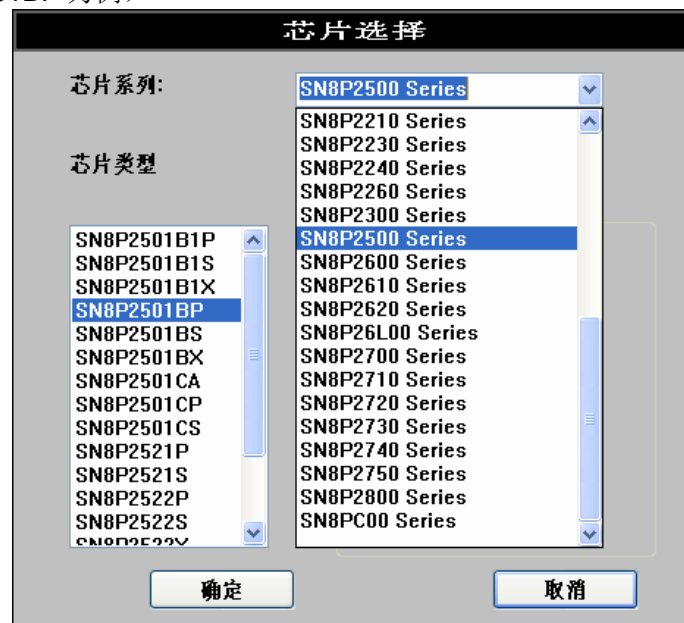 芯片选择
芯片系列:
SN8P2500 Series
SN8P2210 Series
SN8P2230 Series
SN8P2240 Series
SN8P2260 Series
SN8P2300 Series
SN8P2500 Series
SN8P2600 Series
SN8P2610 Series
SN8P2620 Series
SN8P26L00 Series
SN8P2700 Series
SN8P2710 Series
SN8P2720 Series
SN8P2730 Series
SN8P2740 Series
SN8P2750 Series
SN8P2800 Series
SN8PC00 Series
芯片类型
SN8P2501B1P
SN8P2501B1S
SN8P2501B1X
SN8P2501BP
SN8P2501BS
SN8P2501BX
SN8P2501CA
SN8P2501CP
SN8P2501CS
SN8P2521P
SN8P2521S
SN8P2522P
SN8P2522S
SN8P2522X
确定
取消